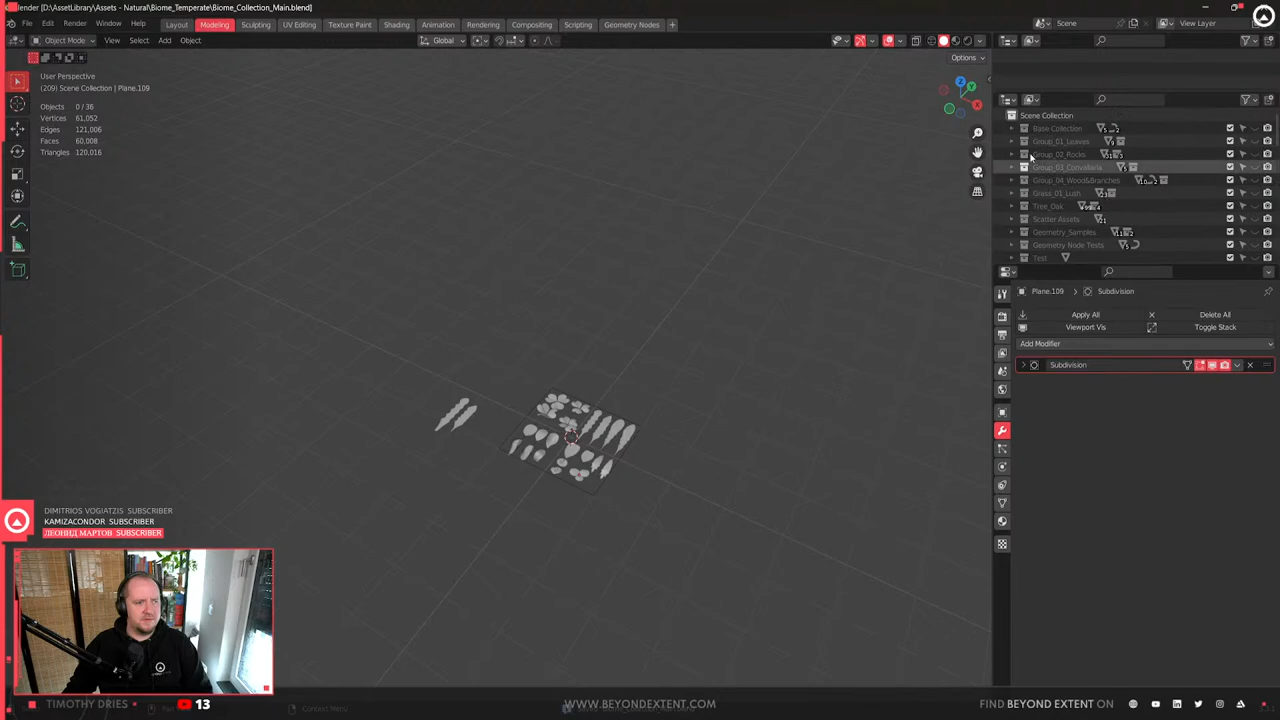 Blender [D:\AssetLibrary\Assets - Natural\Biome_Temperate\Biome_Collection_Main.blend]
File Edit Render Window Help Layout Modeling Sculpting UV Editing Texture Paint Shading Animation Rendering Compositing Scripting Geometry Nodes + Scene View Layer
Object Mode View Select Add Object Global
Options
User Perspective
(209) Scene Collection | Plane.109
Objects 0 / 36
Vertices 61,052
Edges 121,006
Faces 60,008
Triangles 120,016
Z
Y
X
Scene Collection
Base Collection
Group_01_Leaves
Group_02_Rocks
Group_03_Convallaria
Group_04_Wood&Branches
Grass_01_Lush
Tree_Oak
Scatter Assets
Geometry_Samples
Geometry Node Tests
Test
Plane.109 > Subdivision
Apply All Delete All
Viewport Vis Toggle Stack
Add Modifier
Subdivision
DIMITRIOS VOGIATZIS SUBSCRIBER
KAMIZACONDOR SUBSCRIBER
ЛЕОНИД МАРТОВ SUBSCRIBER
TIMOTHY DRIES 13 WWW.BEYONDEXTENT.COM FIND BEYOND EXTENT ON